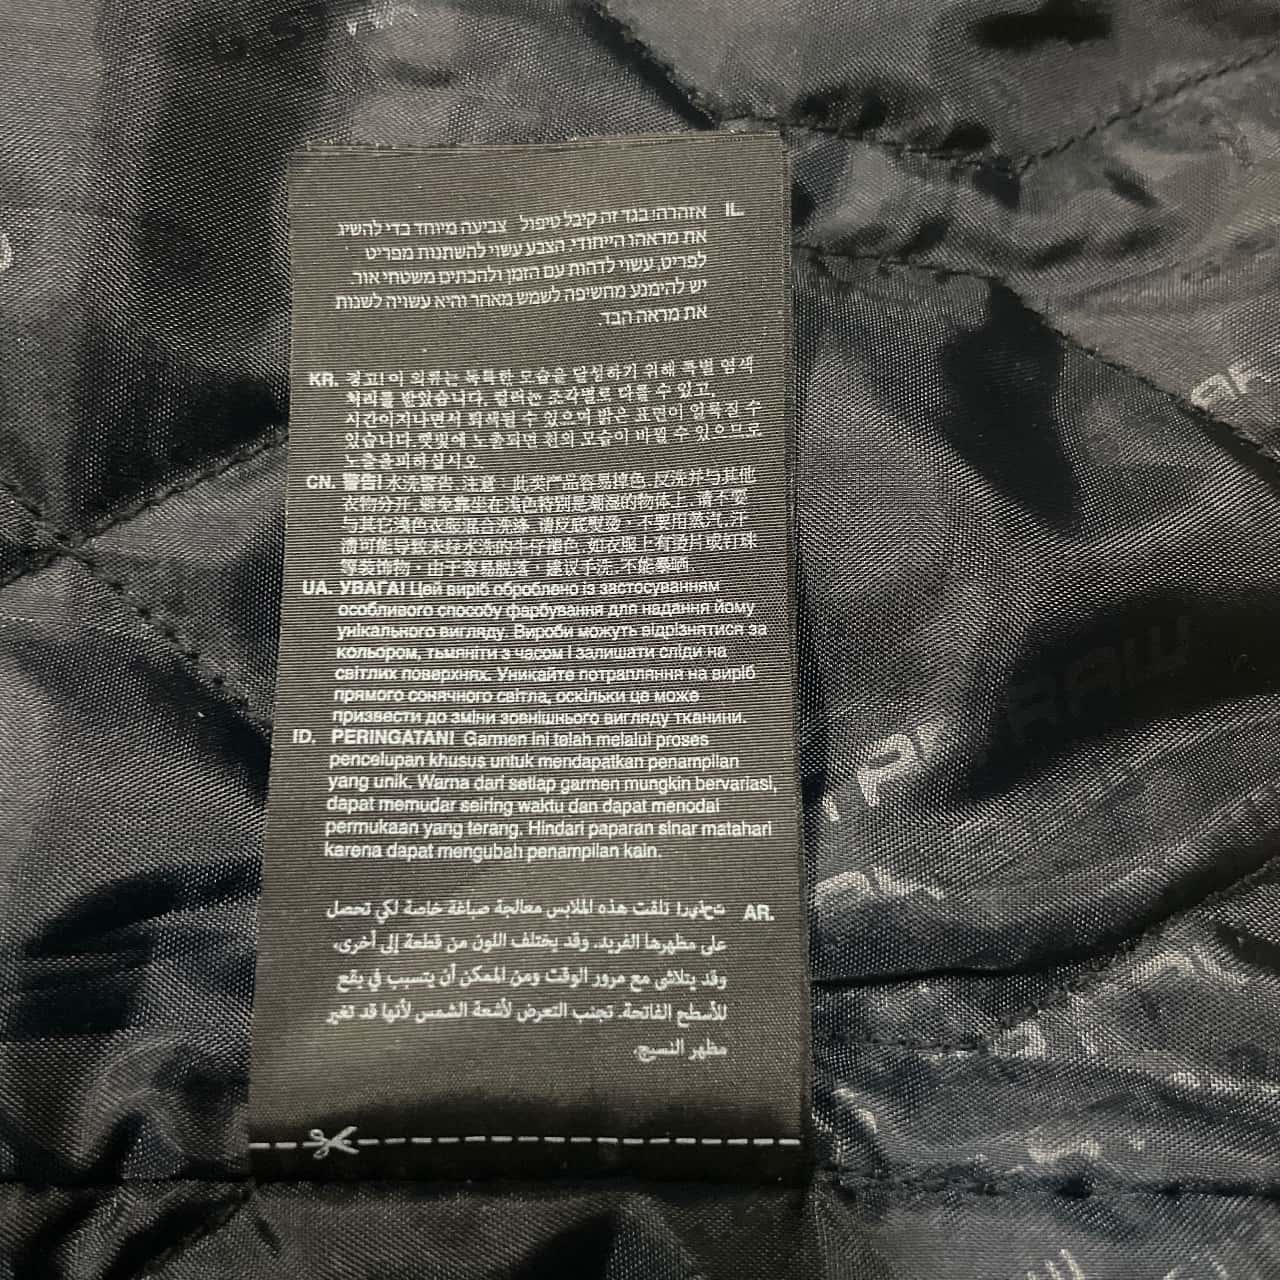 IL. אזהרה! בגד זה קיבל טיפול צביעה מיוחד כדי להשיג
את מראהו הייחודי. הצבע עשוי להשתנות מפריט
לפריט, עשוי לדהות עם הזמן ולהכתים משטחי אור.
יש להימנע מחשיפה לשמש מאחר והיא עשויה לשנות
את מראה הבד.
KR. 경고! 이 의류는 독특한 모습을 달성하기 위해 특별 염색
처리를 받았습니다. 컬러는 조각별로 다를 수 있고,
시간이지나면서 퇴색될 수 있으며 밝은 표면이 얼룩질 수
있습니다. 햇빛에 노출되면 천의 모습이 바뀔 수 있으므로
노출을피하십시오.
CN. 警告! 水洗警告. 注意：此类产品容易掉色, 反洗并与其他
衣物分开. 避免靠坐在浅色特别是潮湿的物体上. 请不要
与其它浅色衣服混合洗涤. 请反底熨烫，不要用蒸汽. 汗
渍可能导致未经水洗的牛仔褪色. 如衣服上有烫片或钉珠
等装饰物，由于容易脱落，建议手洗. 不能暴晒.
UA. УВАГА! Цей виріб оброблено із застосуванням
особливого способу фарбування для надання йому
унікального вигляду. Вироби можуть відрізнятися за
кольором, тьмяніти з часом і залишати сліди на
світлих поверхнях. Уникайте потрапляння на виріб
прямого сонячного світла, оскільки це може
призвести до зміни зовнішнього вигляду тканини.
ID. PERINGATAN! Garmen ini telah melalui proses
pencelupan khusus untuk mendapatkan penampilan
yang unik. Warna dari setiap garmen mungkin bervariasi,
dapat memudar seiring waktu dan dapat menodai
permukaan yang terang. Hindari paparan sinar matahari
karena dapat mengubah penampilan kain.
AR. تحذير! تلقت هذه الملابس معالجة صباغة خاصة لكي تحصل
على مظهرها الفريد. وقد يختلف اللون من قطعة إلى أخرى،
وقد يتلاشى مع مرور الوقت ومن الممكن أن يتسبب في بقع
للأسطح الفاتحة. تجنب التعرض لأشعة الشمس لأنها قد تغير
مظهر النسيج.
RAW